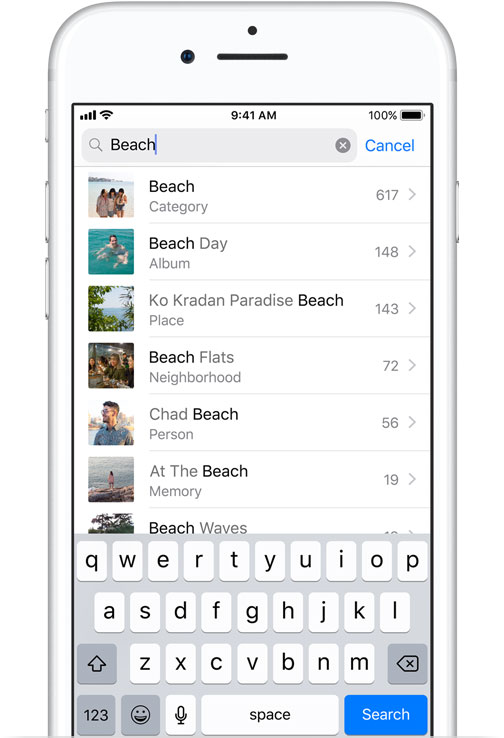 9:41 AM
100%
Beach
Cancel
Beach
617
Category
Beach Day
148
Album
Ko Kradan Paradise Beach
143
Place
Beach Flats
72
Neighborhood
Chad Beach
56
Person
At The Beach
19
Memory
Beach Waves
q w e r t y u i o p
a s d f g h j k l
z x c v b n m
123
space
Search